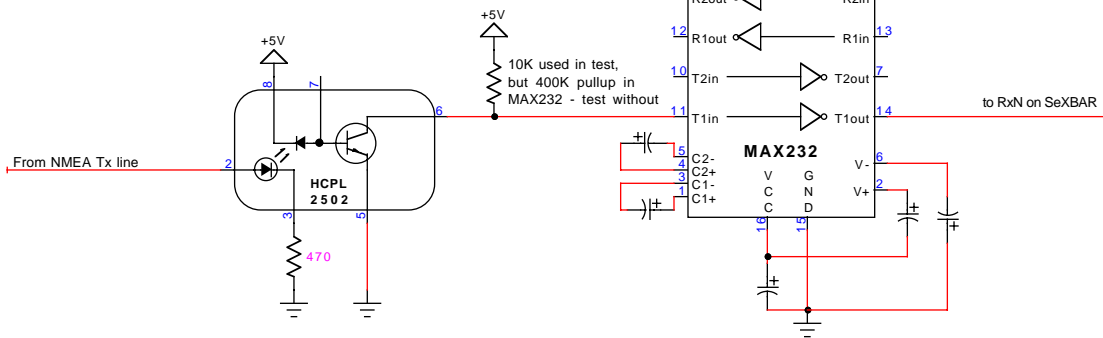 R2out R2in
+5V
12 R1out R1in 13
+5V
10K used in test,
but 400K pullup in
MAX232 - test without
10 T2in T2out 7
8 7
6
11 T1in T1out 14
to RxN on SeXBAR
MAX232
5 C2-
4 C2+
3 C1-
1 C1+
V- 6
V+ 2
VCC
GND
From NMEA Tx line
2
HCPL
2502
3
5
16
15
470
+
+
+
+
+